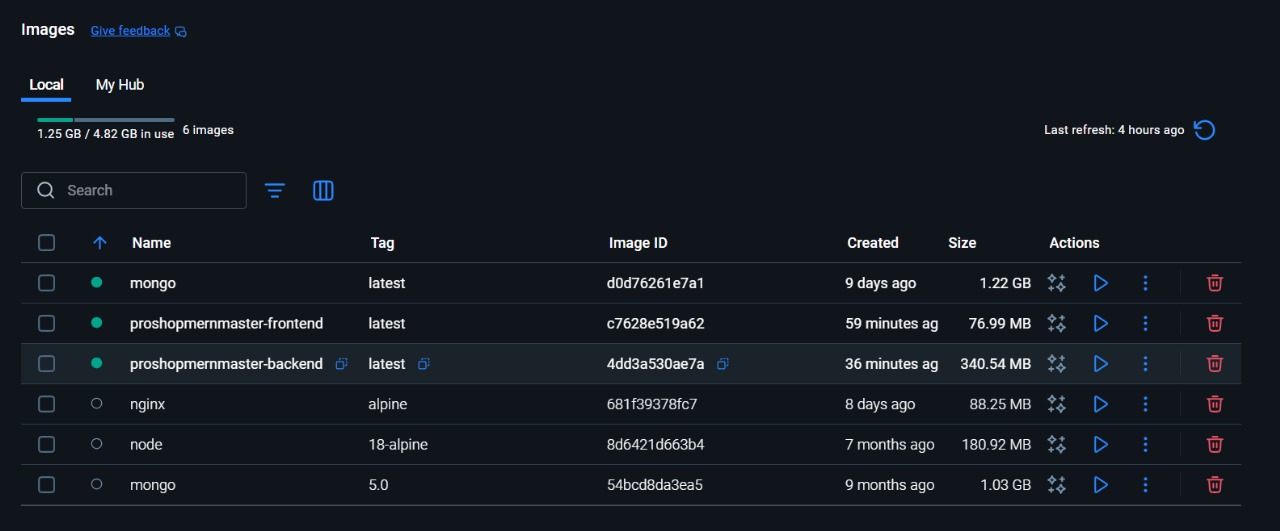 Images Give feedback
Local My Hub
1.25 GB / 4.82 GB in use 6 images Last refresh: 4 hours ago
Search
Name Tag Image ID Created Size Actions
mongo latest d0d76261e7a1 9 days ago 1.22 GB
proshopmernmaster-frontend latest c7628e519a62 59 minutes ag 76.99 MB
proshopmernmaster-backend latest 4dd3a530ae7a 36 minutes ag 340.54 MB
nginx alpine 681f39378fc7 8 days ago 88.25 MB
node 18-alpine 8d6421d663b4 7 months ago 180.92 MB
mongo 5.0 54bcd8da3ea5 9 months ago 1.03 GB